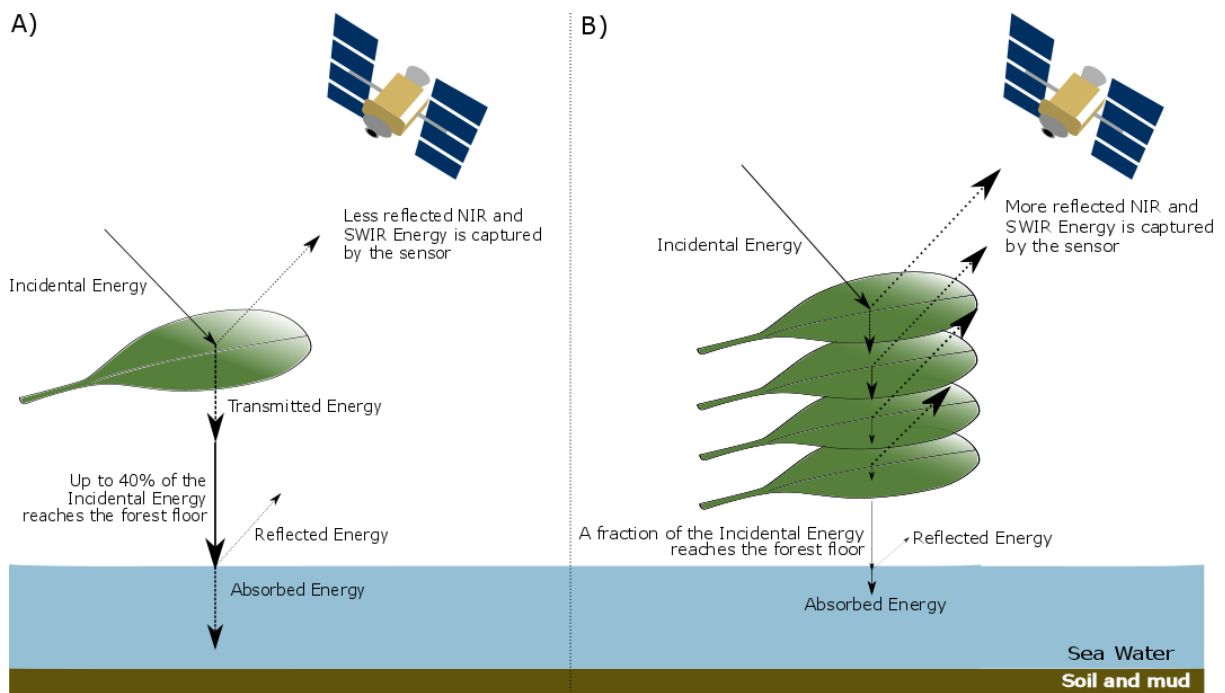 A)
Less reflected NIR and
SWIR Energy is captured
by the sensor
Incidental Energy
Transmitted Energy
Up to 40% of the
Incidental Energy
reaches the forest floor
Reflected Energy
Absorbed Energy
B)
More reflected NIR and
SWIR Energy is captured
by the sensor
Incidental Energy
A fraction of the Incidental Energy
reaches the forest floor
Reflected Energy
Absorbed Energy
Sea Water
Soil and mud